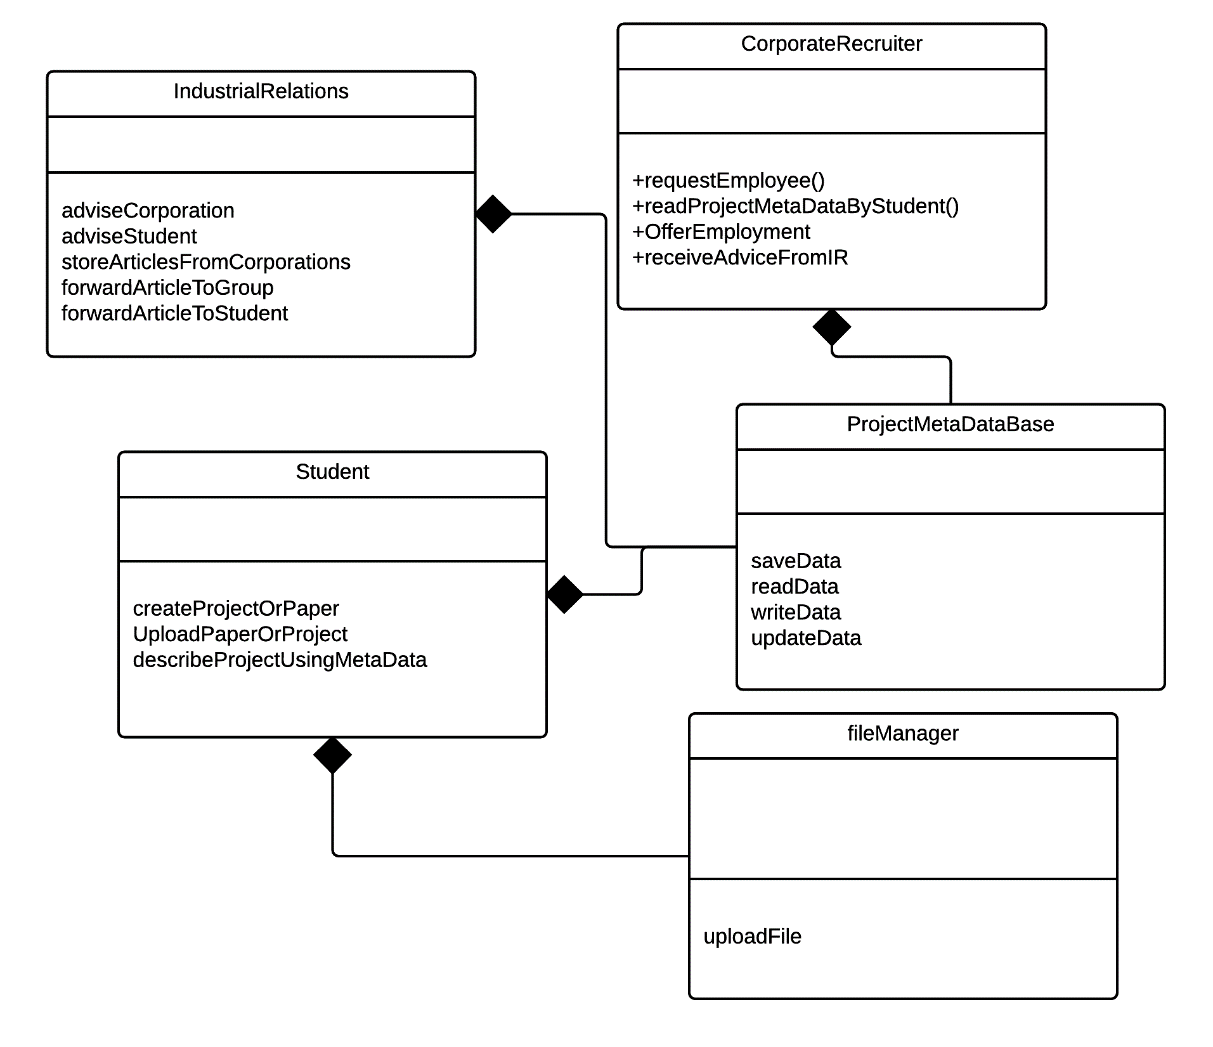 IndustrialRelations
adviseCorporation
adviseStudent
storeArticlesFromCorporations
forwardArticleToGroup
forwardArticleToStudent
CorporateRecruiter
+requestEmployee()
+readProjectMetaDataByStudent()
+OfferEmployment
+receiveAdviceFromIR
Student
createProjectOrPaper
UploadPaperOrProject
describeProjectUsingMetaData
ProjectMetaDataBase
saveData
readData
writeData
updateData
fileManager
uploadFile